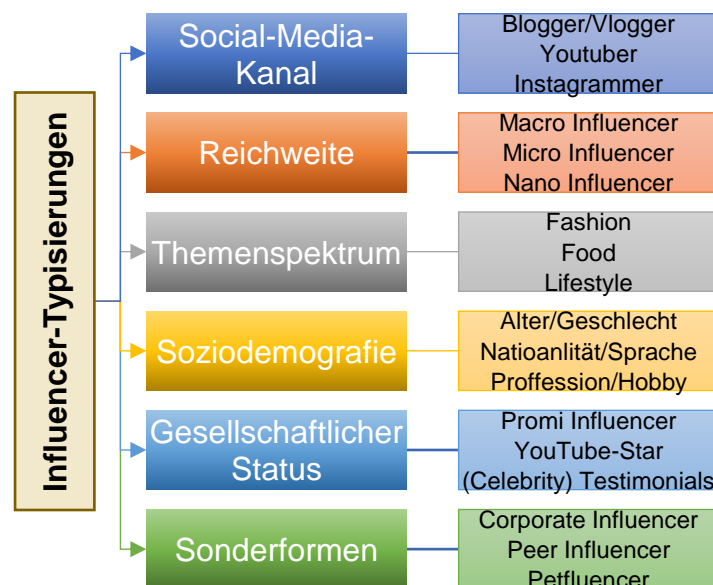 Influencer-Typisierungen
Social-Media-
Kanal
Blogger/Vlogger
Youtuber
Instagrammer
Reichweite
Macro Influencer
Micro Influencer
Nano Influencer
Themenspektrum
Fashion
Food
Lifestyle
Soziodemografie
Alter/Geschlecht
Natioanlität/Sprache
Proffession/Hobby
Gesellschaftlicher
Status
Promi Influencer
YouTube-Star
(Celebrity) Testimonials
Sonderformen
Corporate Influencer
Peer Influencer
Petfluencer